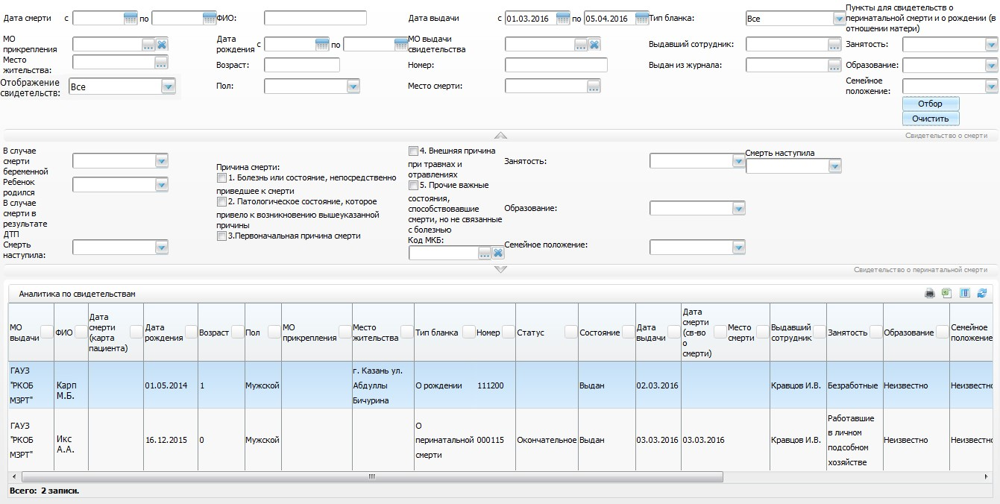 Дата смерти с по ФИО: Дата выдачи с 01.03.2016 по 05.04.2016 Тип бланка: Все
Пункты для свидетельств о
перинатальной смерти и о рождении (в
отношении матери)
МО
прикрепления ... Дата
рождения с по МО выдачи
свидетельства ... Выдавший сотрудник: ... Занятость:
Место
жительства: ... Возраст: Номер: Выдан из журнала: ... Образование:
Отображение
свидетельств: Все Пол: Место смерти: ... Семейное
положение:
Отбор
Очистить
Свидетельство о смерти
В случае
смерти
беременной
Ребенок
родился
В случае
смерти в
результате
ДТП
Смерть
наступила:
Причина смерти:
1. Болезнь или состояние, непосредственно
приведшее к смерти
2. Патологическое состояние, которое
привело к возникновению вышеуказанной
причины
3.Первоначальная причина смерти
4. Внешняя причина
при травмах и
отравлениях
5. Прочие важные
состояния,
способствовавшие
смерти, но не связанные
с болезнью
Код МКБ:
...
Занятость:
Образование:
Семейное положение:
Смерть наступила
Свидетельство о перинатальной смерти
Аналитика по свидетельствам
МО
выдачи
ФИО
Дата
смерти
(карта
пациента)
Дата
рождения
Возраст
Пол
МО
прикрепления
Место
жительства
Тип бланка
Номер
Статус
Состояние
Дата
выдачи
Дата
смерти
(св-во
о
смерти)
Место
смерти
Выдавший
сотрудник
Занятость
Образование
Семейное
положение
ГАУЗ
"РКОБ
МЗРТ"
Карп
М.Б.
01.05.2014
1
Мужской
г. Казань ул.
Абдуллы
Бичурина
О рождении
111200
Выдан
02.03.2016
Кравцов И.В.
Безработные
Неизвестно
Неизвестно
ГАУЗ
"РКОБ
МЗРТ"
Икс
А.А.
16.12.2015
0
Мужской
О
перинатальной
смерти
000115
Окончательное
Выдан
03.03.2016
03.03.2016
Кравцов И.В.
Работавшие
в личном
подсобном
хозяйстве
Неизвестно
Неизвестно
Всего: 2 записи.